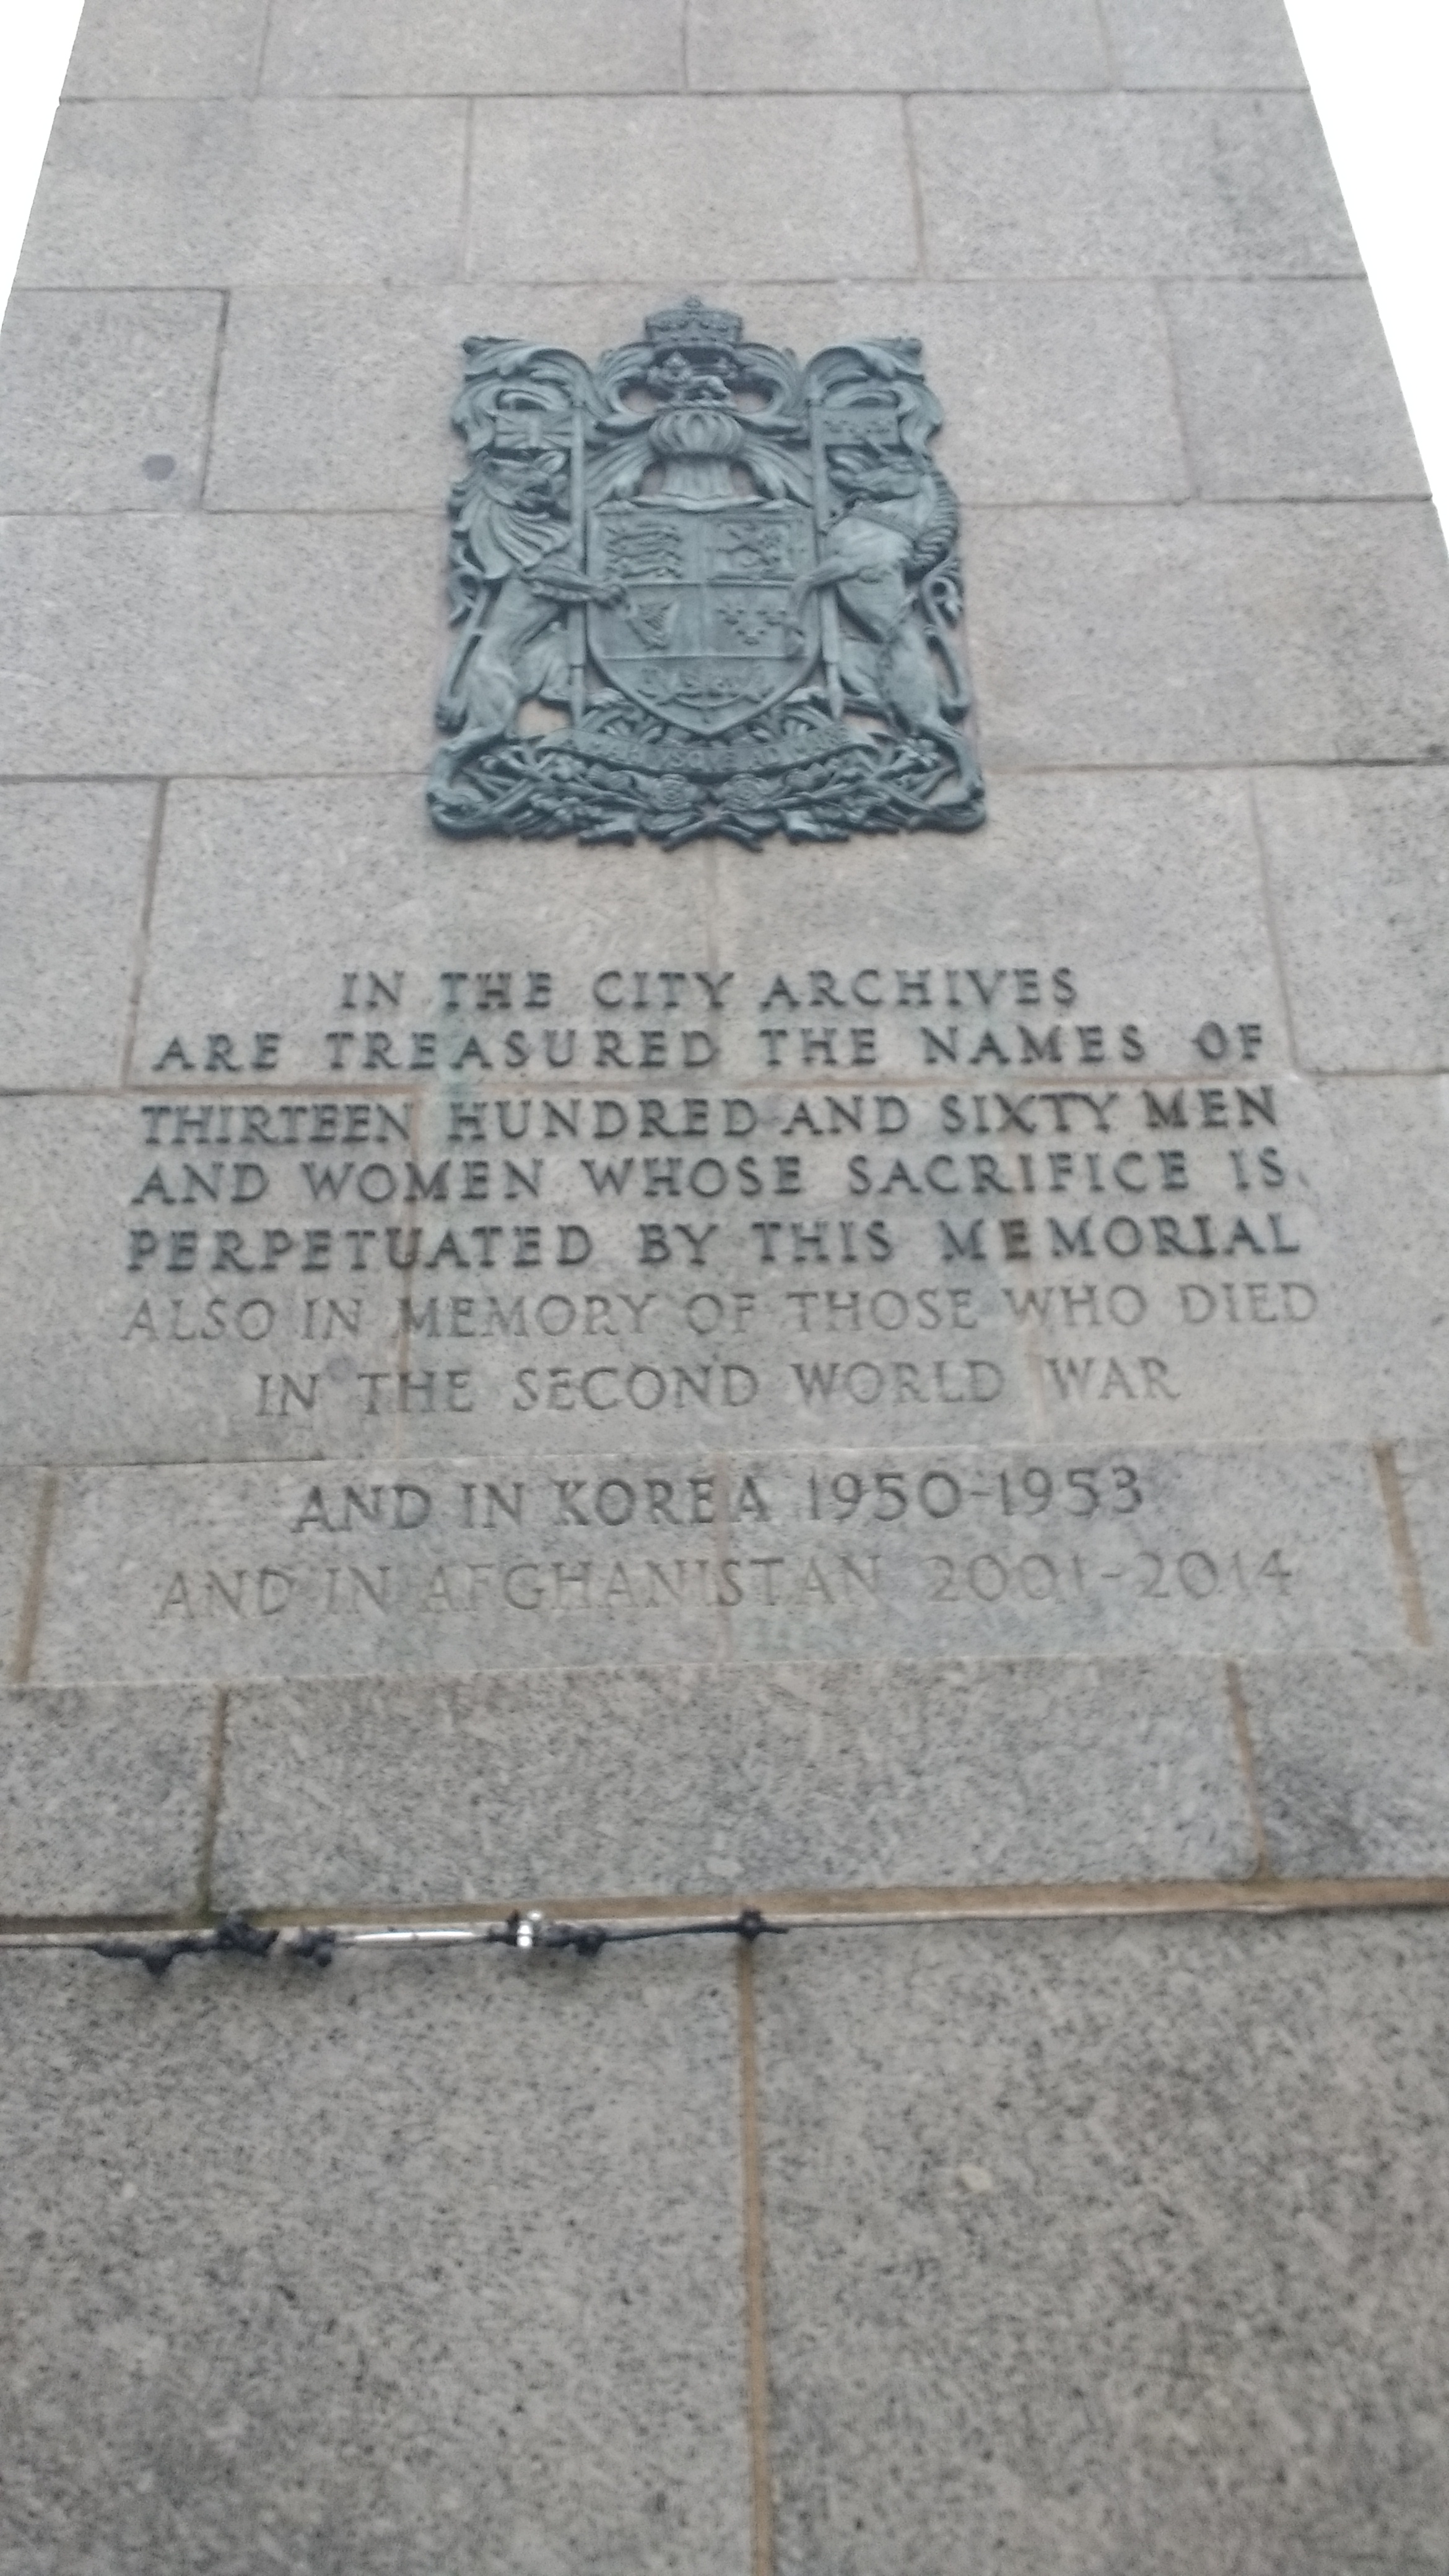 IN THE CITY ARCHIVES
ARE TREASURED THE NAMES OF
THIRTEEN HUNDRED AND SIXTY MEN
AND WOMEN WHOSE SACRIFICE IS
PERPETUATED BY THIS MEMORIAL
ALSO IN MEMORY OF THOSE WHO DIED
IN THE SECOND WORLD WAR
AND IN KOREA 1950-1953
AND IN AFGHANISTAN 2001-2014